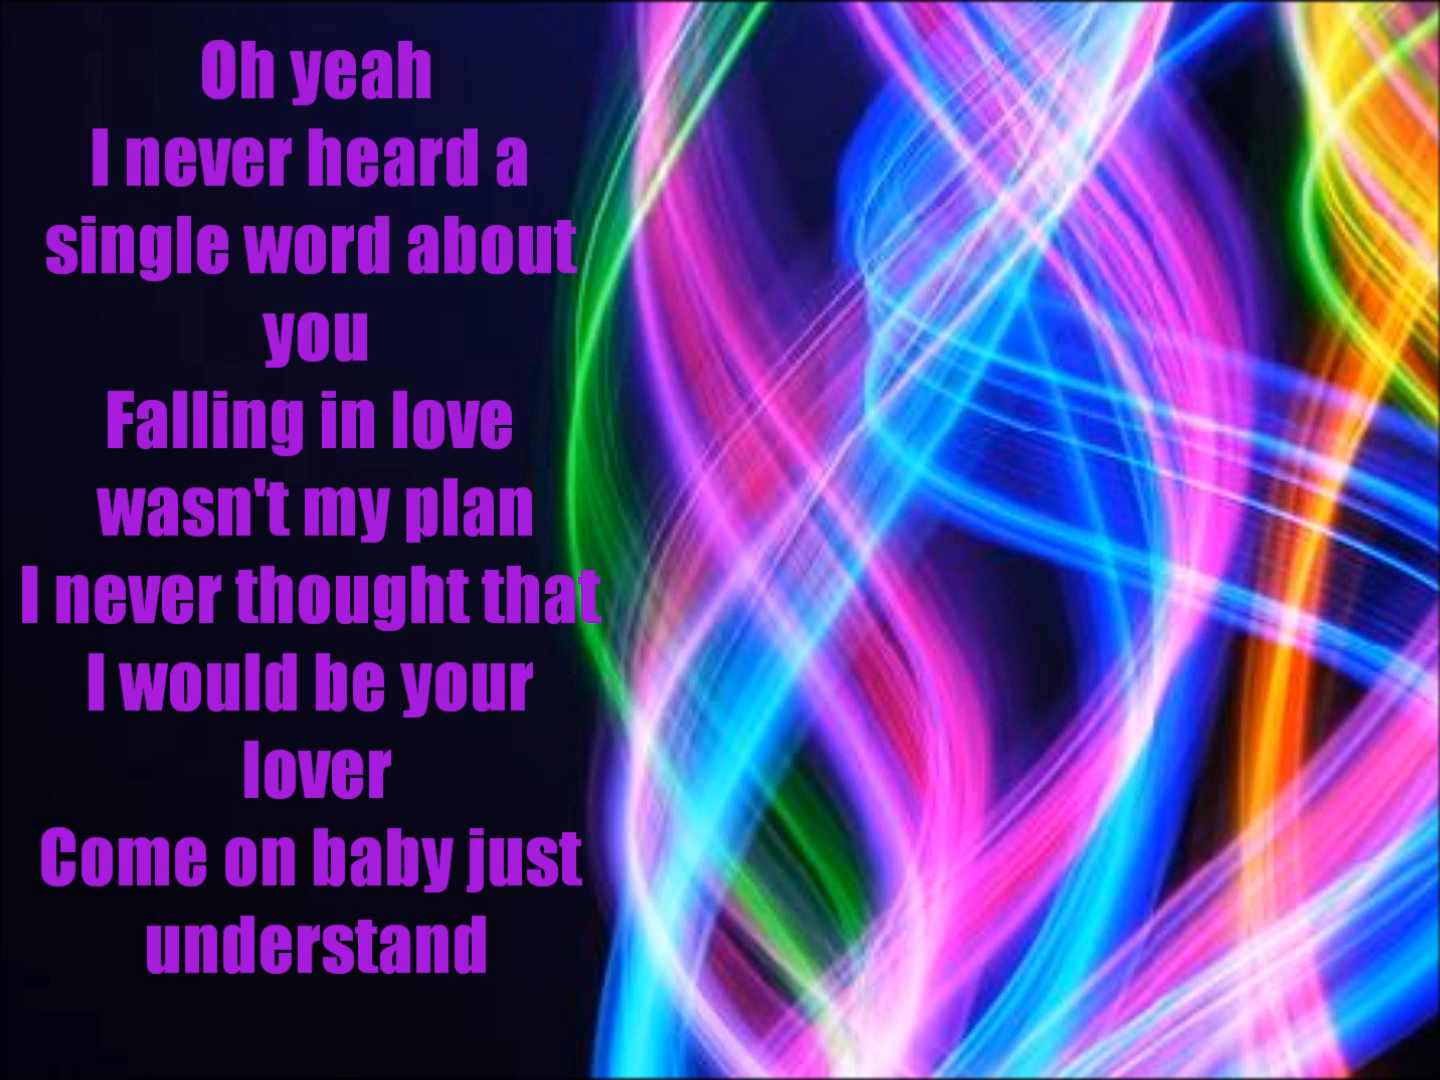 Oh yeah
I never heard a
single word about
you
Falling in love
wasn't my plan
I never thought that
I would be your
lover
Come on baby just
understand